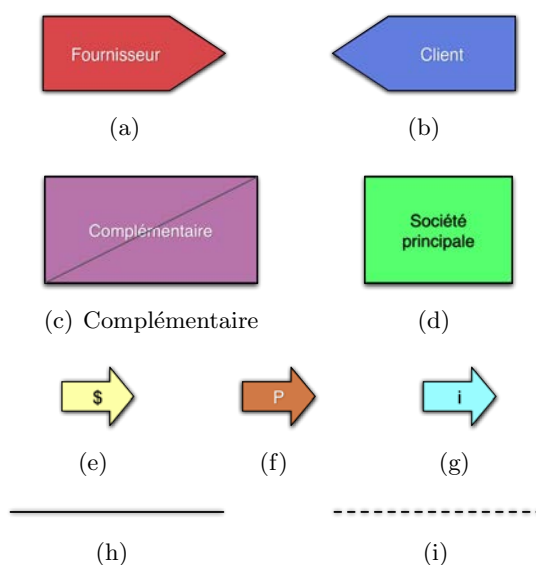 Fournisseur
Client
(a)
(b)
Complémentaire
Société
principale
(c) Complémentaire
(d)
$
P
i
(e)
(f)
(g)
(h)
(i)